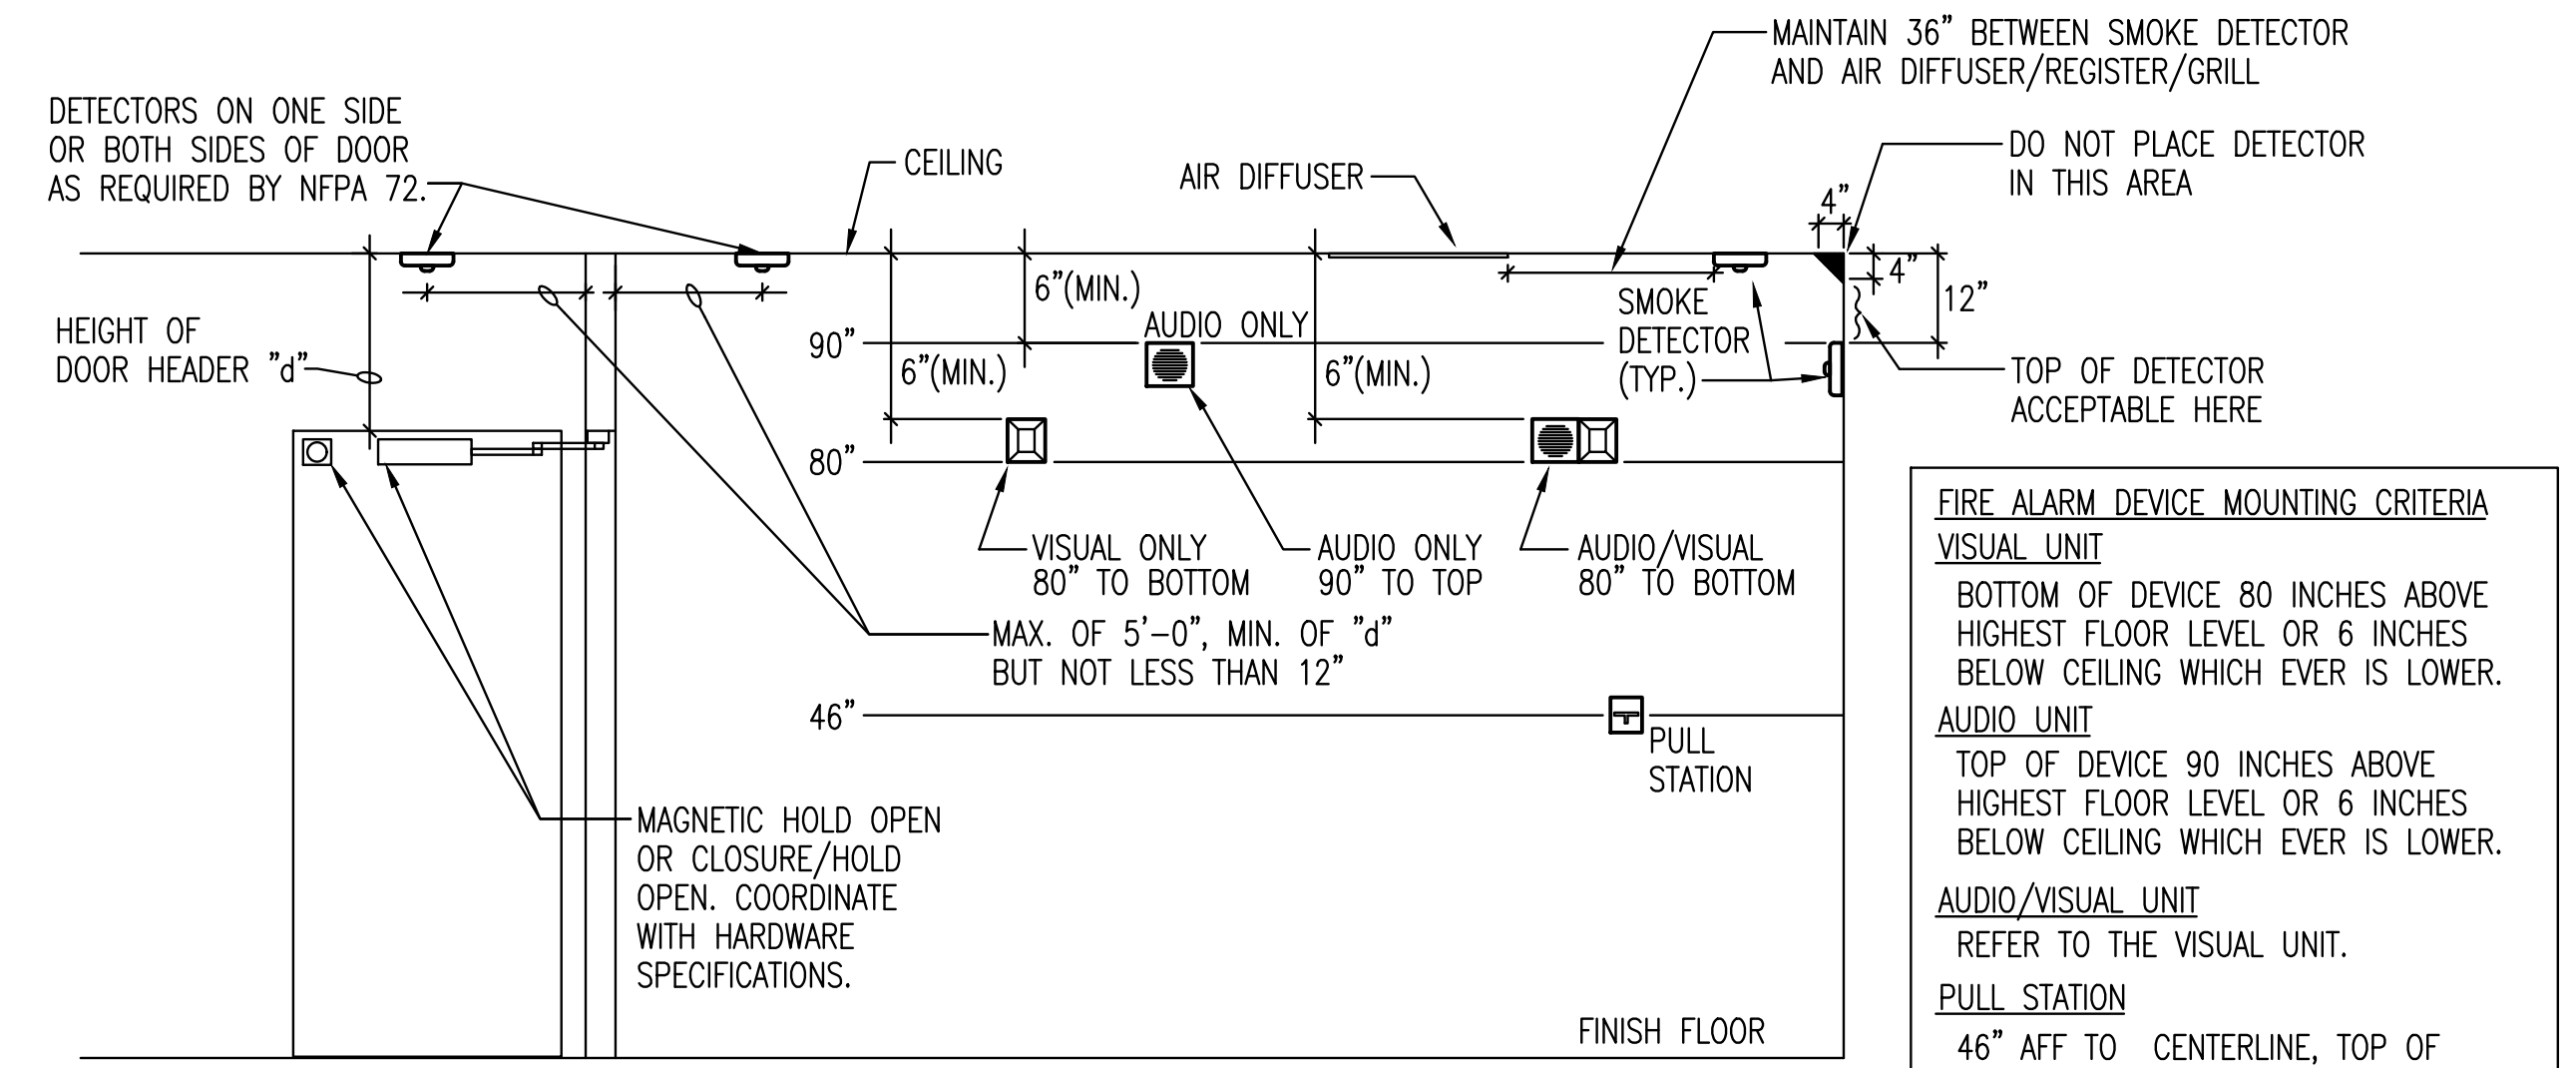 MAINTAIN 36" BETWEEN SMOKE DETECTOR
AND AIR DIFFUSER/REGISTER/GRILL
DETECTORS ON ONE SIDE
OR BOTH SIDES OF DOOR
AS REQUIRED BY NFPA 72.
CEILING
AIR DIFFUSER
DO NOT PLACE DETECTOR
IN THIS AREA
4"
4"
12"
6"(MIN.)
HEIGHT OF
DOOR HEADER "d"
90"
AUDIO ONLY
6"(MIN.)
6"(MIN.)
SMOKE
DETECTOR
(TYP.)
TOP OF DETECTOR
ACCEPTABLE HERE
80"
VISUAL ONLY
80" TO BOTTOM
AUDIO ONLY
90" TO TOP
AUDIO/VISUAL
80" TO BOTTOM
MAX. OF 5'-0", MIN. OF "d"
BUT NOT LESS THAN 12"
46"
PULL
STATION
MAGNETIC HOLD OPEN
OR CLOSURE/HOLD
OPEN. COORDINATE
WITH HARDWARE
SPECIFICATIONS.
FINISH FLOOR
FIRE ALARM DEVICE MOUNTING CRITERIA
VISUAL UNIT
BOTTOM OF DEVICE 80 INCHES ABOVE
HIGHEST FLOOR LEVEL OR 6 INCHES
BELOW CEILING WHICH EVER IS LOWER.
AUDIO UNIT
TOP OF DEVICE 90 INCHES ABOVE
HIGHEST FLOOR LEVEL OR 6 INCHES
BELOW CEILING WHICH EVER IS LOWER.
AUDIO/VISUAL UNIT
REFER TO THE VISUAL UNIT.
PULL STATION
46" AFF TO CENTERLINE, TOP OF